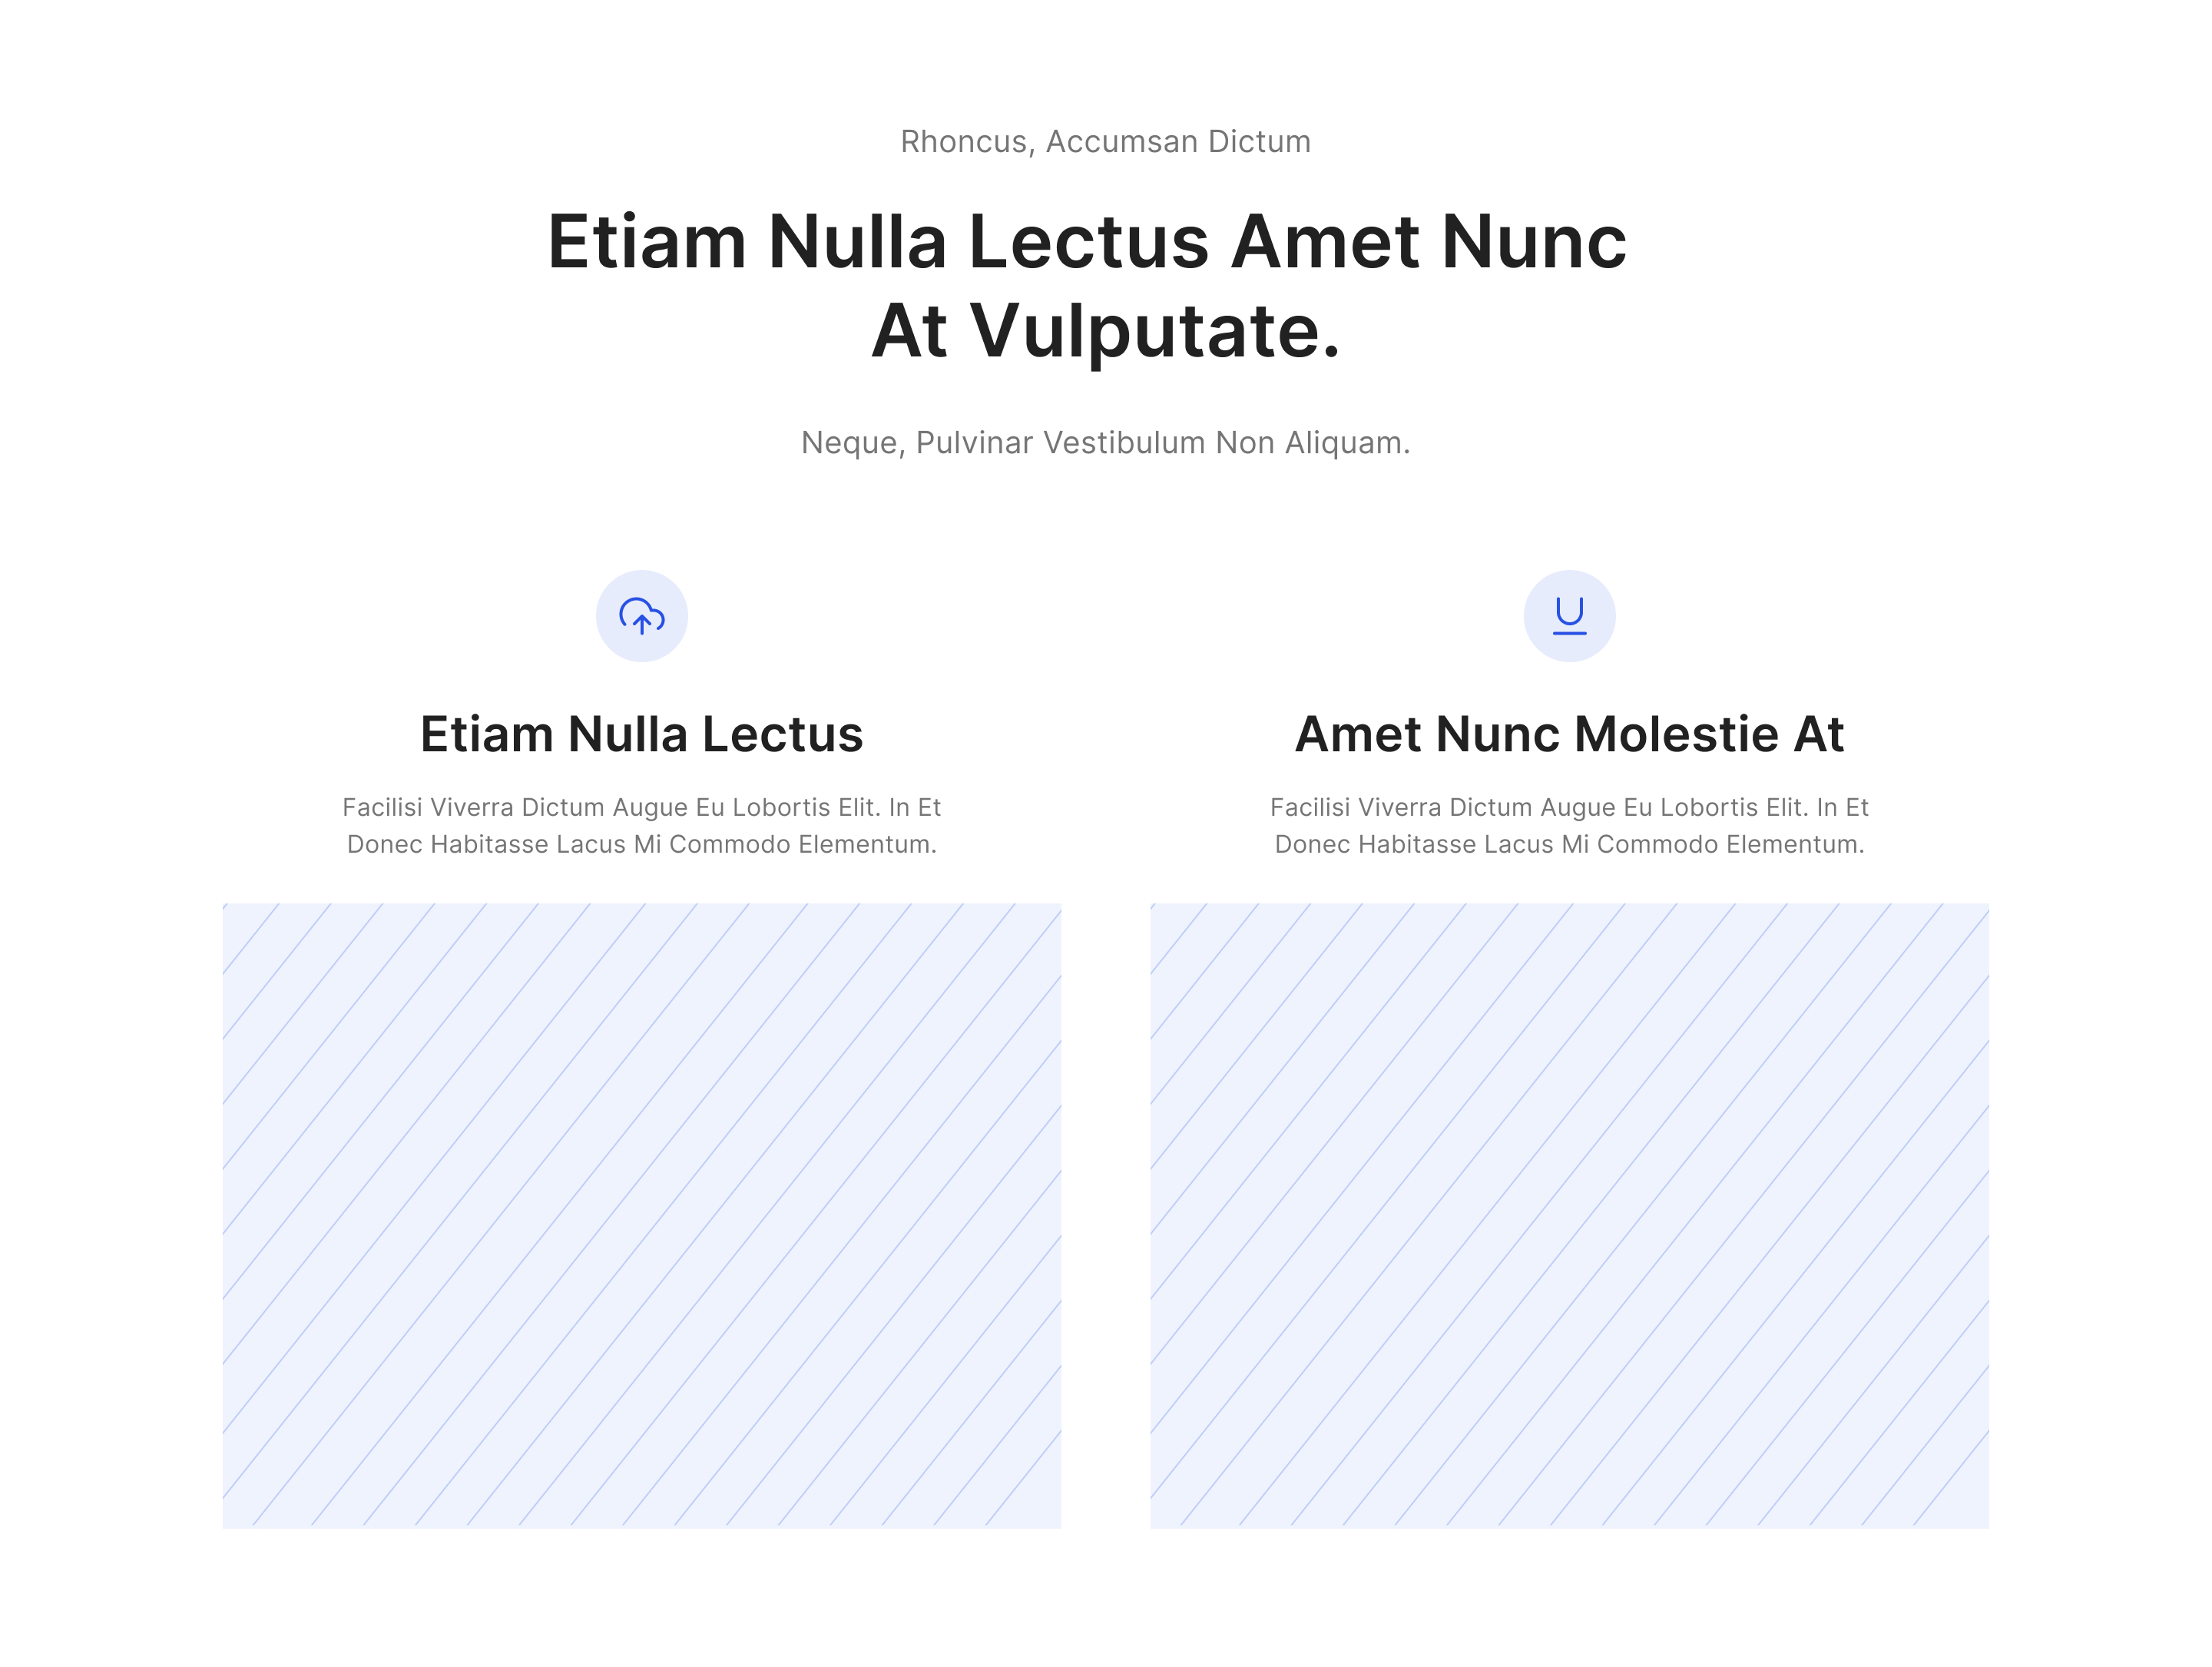 Rhoncus, Accumsan Dictum
Etiam Nulla Lectus Amet Nunc
At Vulputate.
Neque, Pulvinar Vestibulum Non Aliquam.
Etiam Nulla Lectus
Facilisi Viverra Dictum Augue Eu Lobortis Elit. In Et
Donec Habitasse Lacus Mi Commodo Elementum.
Amet Nunc Molestie At
Facilisi Viverra Dictum Augue Eu Lobortis Elit. In Et
Donec Habitasse Lacus Mi Commodo Elementum.